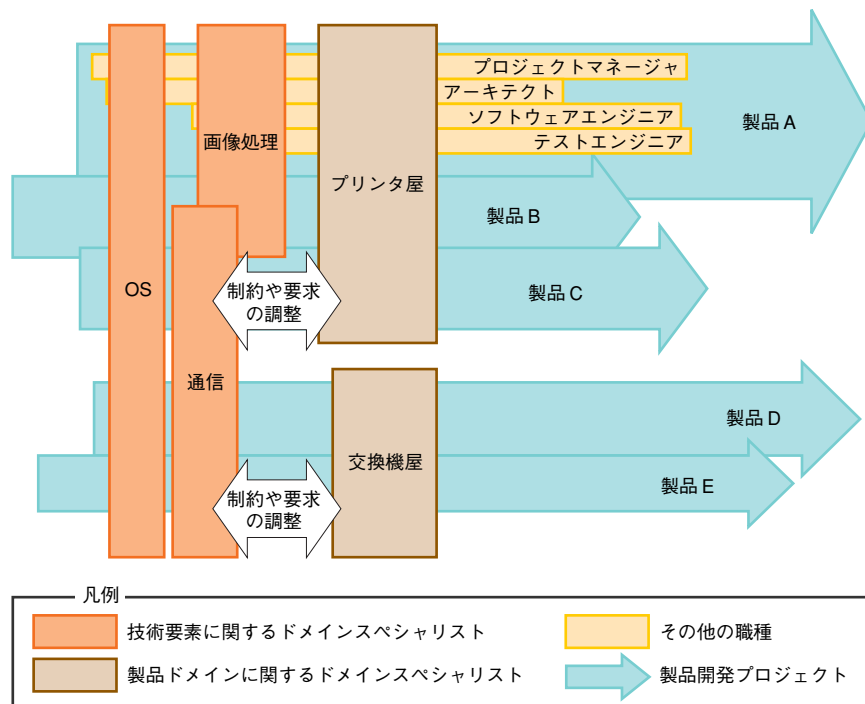 プロジェクトマネージャ
アーキテクト
ソフトウェアエンジニア
テストエンジニア
製品A
画像処理
プリンタ屋
製品B
OS
製品C
制約や要求
の調整
通信
製品D
交換機屋
製品E
制約や要求
の調整
凡例
技術要素に関するドメインスペシャリスト
その他の職種
製品ドメインに関するドメインスペシャリスト
製品開発プロジェクト